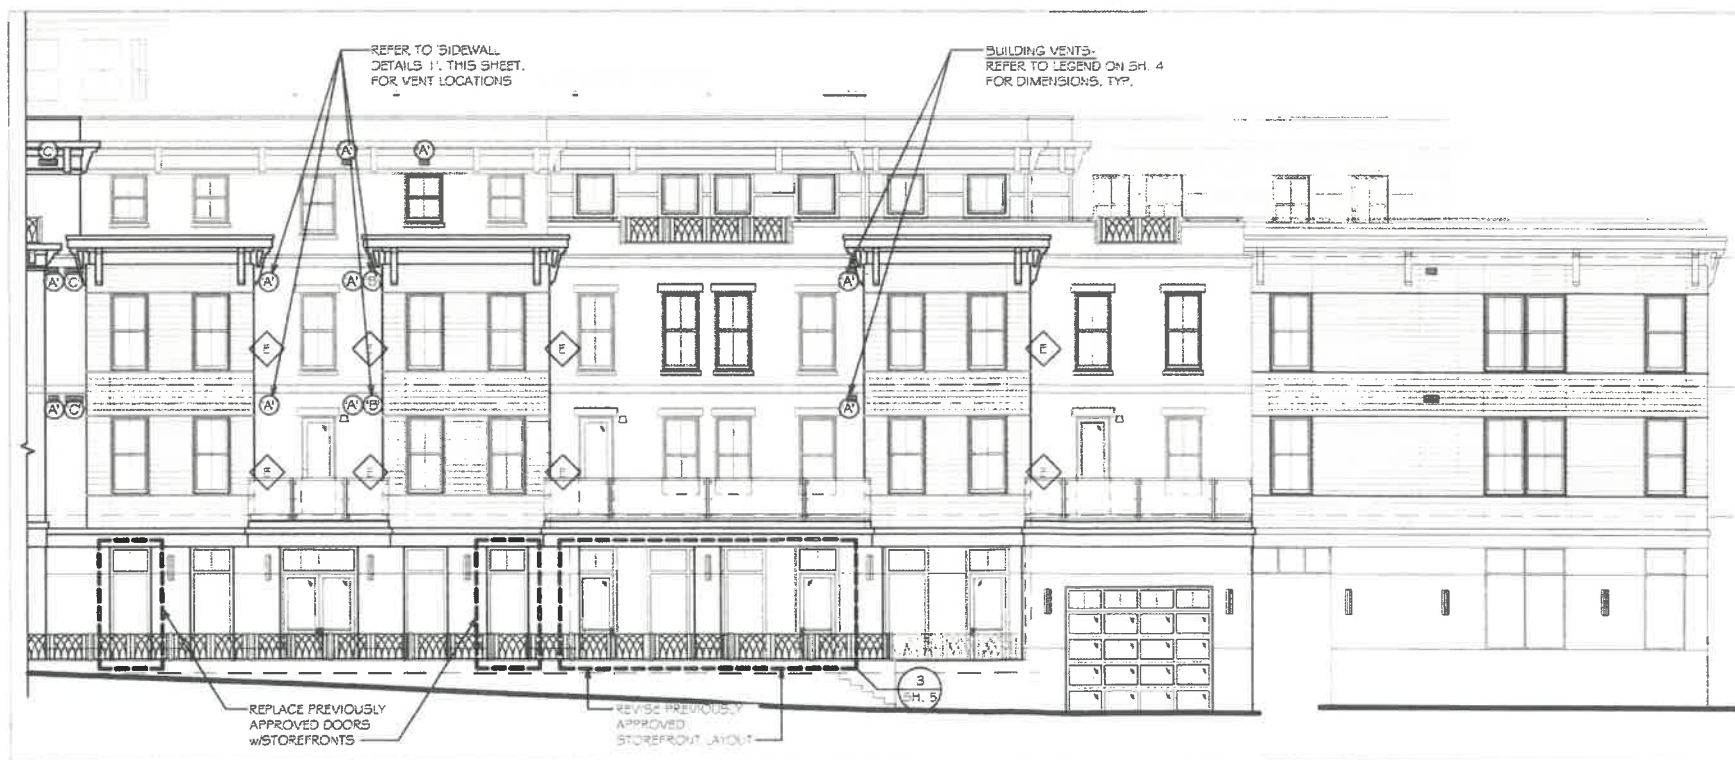 REFER TO 'SIDEWALL
DETAILS 1', THIS SHEET,
FOR VENT LOCATIONS
BUILDING VENTS-
REFER TO LEGEND ON SH. 4
FOR DIMENSIONS, TYP.
C A' A'
A' C A' A' B A'
E E E
A' C A' A' B' A'
E E E E
3
SH. 5
REPLACE PREVIOUSLY
APPROVED DOORS
w/STOREFRONTS
REVISE PREVIOUSLY
APPROVED
STOREFRONT LAYOUT